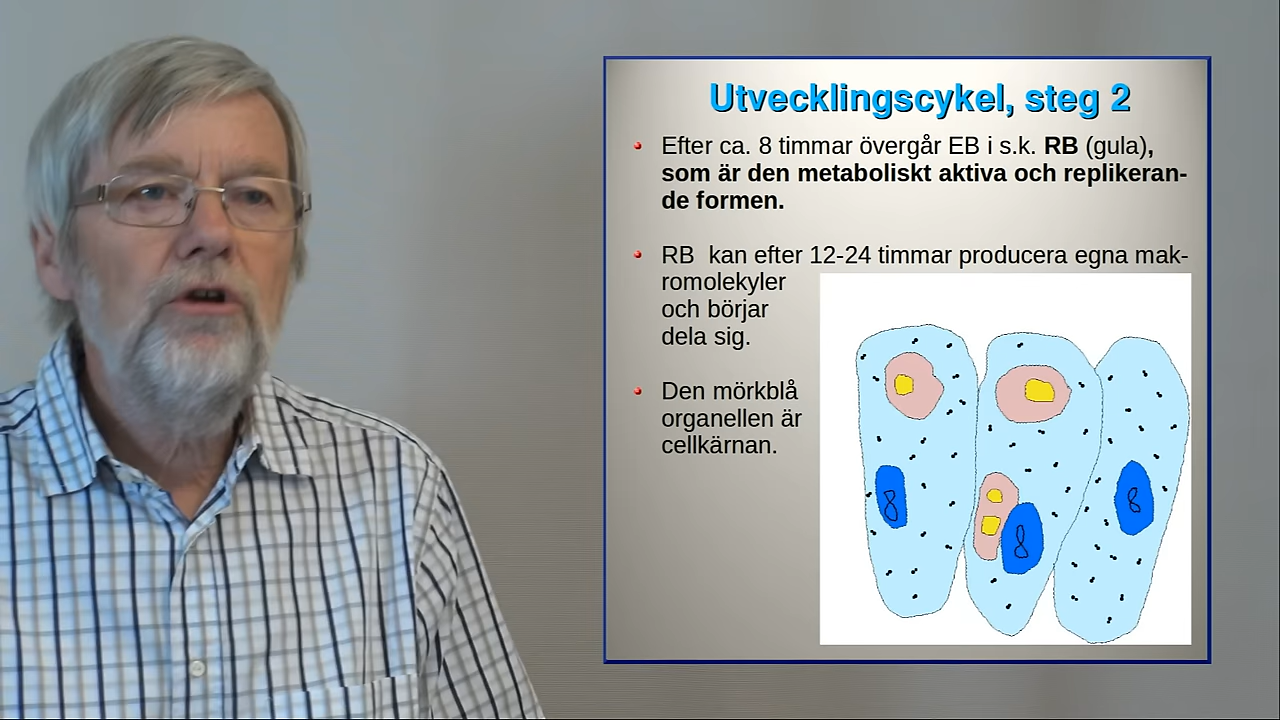 Utvecklingscykel, steg 2
• Efter ca. 8 timmar övergår EB i s.k. RB (gula),
som är den metaboliskt aktiva och replikeran-
de formen.
• RB kan efter 12-24 timmar producera egna mak-
romolekyler
och börjar
dela sig.
• Den mörkblå
organellen är
cellkärnan.